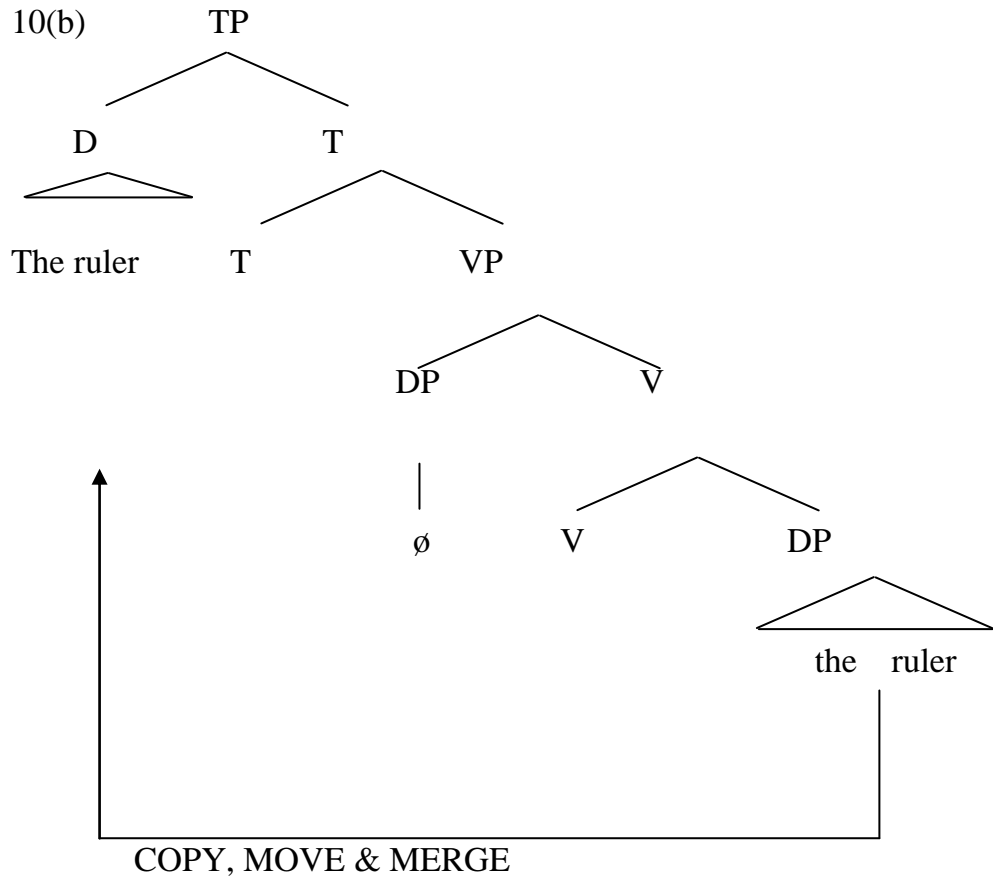 10(b) TP
D T
The ruler T VP
DP V
ø V DP
the ruler
COPY, MOVE & MERGE